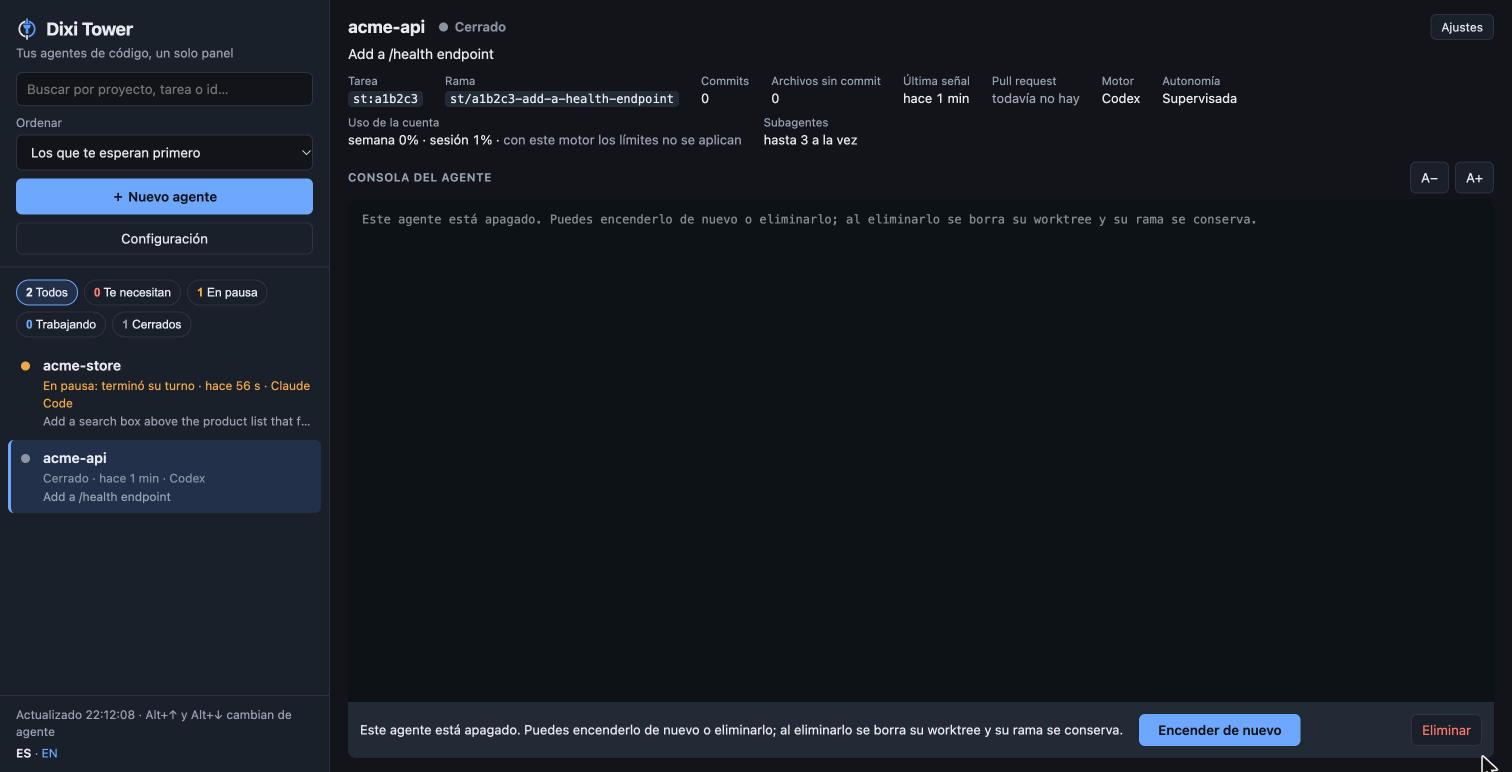 Dixi Tower
Tus agentes de código, un solo panel
Buscar por proyecto, tarea o id...
Ordenar
Los que te esperan primero
+ Nuevo agente
Configuración
2 Todos
0 Te necesitan
1 En pausa
0 Trabajando
1 Cerrados
acme-store
En pausa: terminó su turno · hace 56 s · Claude
Code
Add a search box above the product list that f...
acme-api
Cerrado · hace 1 min · Codex
Add a /health endpoint
Actualizado 22:12:08 · Alt+↑ y Alt+↓ cambian de
agente
ES · EN
acme-api
Cerrado
Ajustes
Add a /health endpoint
Tarea
st:a1b2c3
Rama
st/a1b2c3-add-a-health-endpoint
Commits
0
Archivos sin commit
0
Última señal
hace 1 min
Pull request
todavía no hay
Motor
Codex
Autonomía
Supervisada
Uso de la cuenta
semana 0% · sesión 1% · con este motor los límites no se aplican
Subagentes
hasta 3 a la vez
CONSOLA DEL AGENTE
A−
A+
Este agente está apagado. Puedes encenderlo de nuevo o eliminarlo; al eliminarlo se borra su worktree y su rama se conserva.
Este agente está apagado. Puedes encenderlo de nuevo o eliminarlo; al eliminarlo se borra su worktree y su rama se conserva.
Encender de nuevo
Eliminar